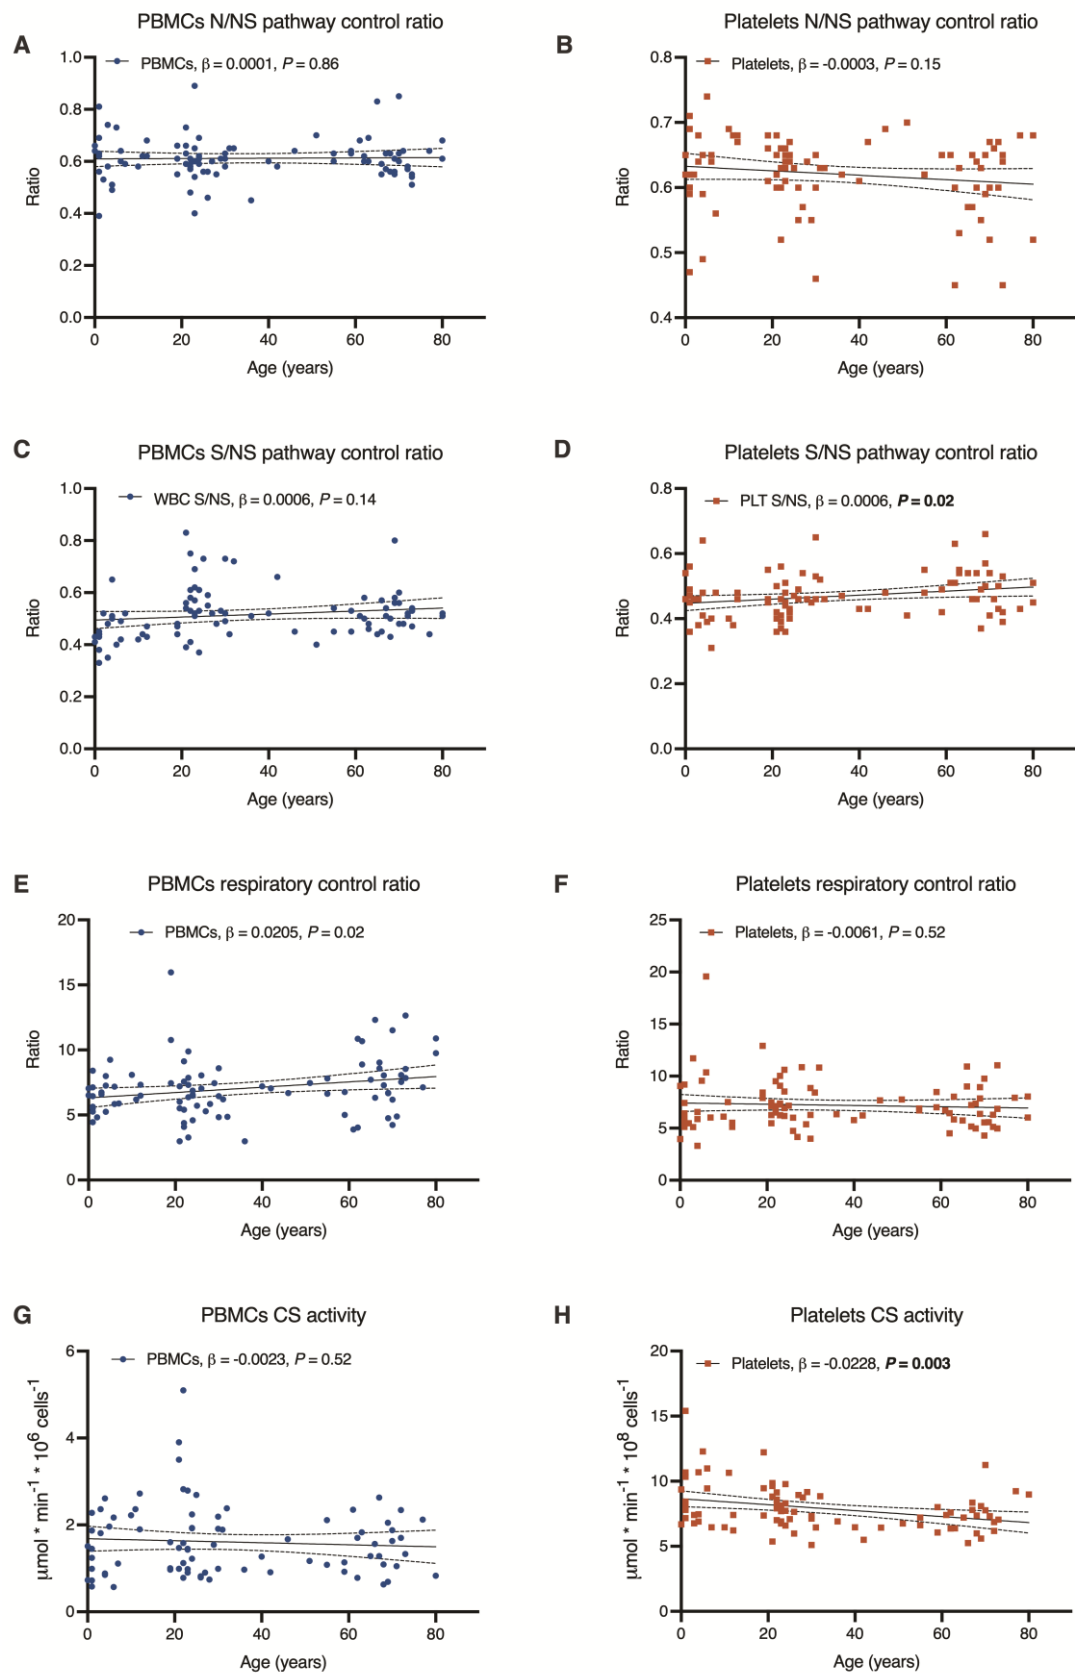 PBMCs N/NS pathway control ratio
A
PBMCs, β = 0.0001, P = 0.86
1.0
0.8
0.6
0.4
0.2
0.0
Ratio
0 20 40 60 80
Age (years)
Platelets N/NS pathway control ratio
B
Platelets, β = -0.0003, P = 0.15
0.8
0.7
0.6
0.5
0.4
Ratio
0 20 40 60 80
Age (years)
PBMCs S/NS pathway control ratio
C
WBC S/NS, β = 0.0006, P = 0.14
1.0
0.8
0.6
0.4
0.2
0.0
Ratio
0 20 40 60 80
Age (years)
Platelets S/NS pathway control ratio
D
PLT S/NS, β = 0.0006, P = 0.02
0.8
0.6
0.4
0.2
0.0
Ratio
0 20 40 60 80
Age (years)
PBMCs respiratory control ratio
E
PBMCs, β = 0.0205, P = 0.02
20
15
10
5
0
Ratio
0 20 40 60 80
Age (years)
Platelets respiratory control ratio
F
Platelets, β = -0.0061, P = 0.52
25
20
15
10
5
0
Ratio
0 20 40 60 80
Age (years)
PBMCs CS activity
G
PBMCs, β = -0.0023, P = 0.52
6
4
2
0
μmol * min⁻¹ * 10⁶ cells⁻¹
0 20 40 60 80
Age (years)
Platelets CS activity
H
Platelets, β = -0.0228, P = 0.003
20
15
10
5
0
μmol * min⁻¹ * 10⁸ cells⁻¹
0 20 40 60 80
Age (years)